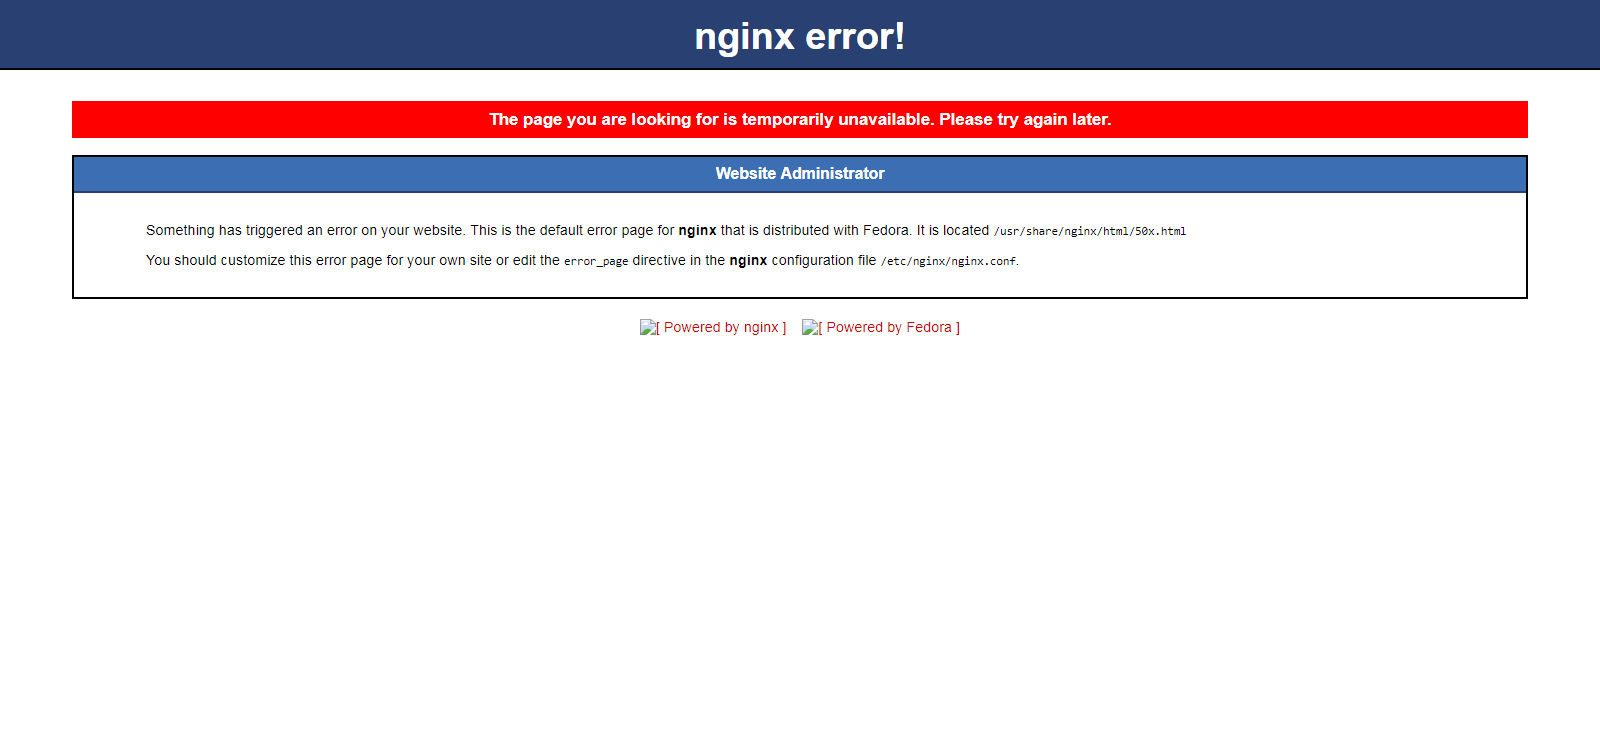 nginx error!
The page you are looking for is temporarily unavailable. Please try again later.
Website Administrator
Something has triggered an error on your website. This is the default error page for nginx that is distributed with Fedora. It is located /usr/share/nginx/html/50x.html
You should customize this error page for your own site or edit the error_page directive in the nginx configuration file /etc/nginx/nginx.conf.
[ Powered by nginx ] [ Powered by Fedora ]